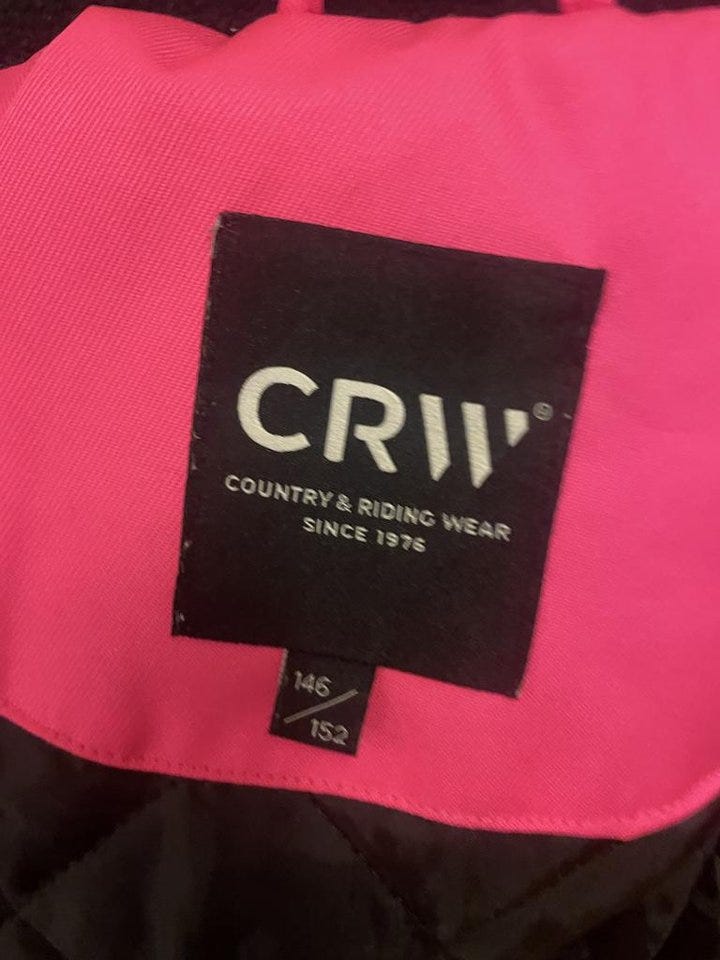 CRW®
COUNTRY & RIDING WEAR
SINCE 1976
146
152